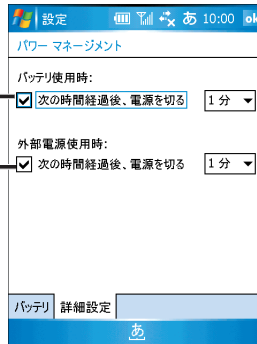 設定 あ 10:00 ok
パワー マネージメント
バッテリ使用時:
次の時間経過後、電源を切る 1 分
外部電源使用時:
次の時間経過後、電源を切る 1 分
バッテリ 詳細設定
あ